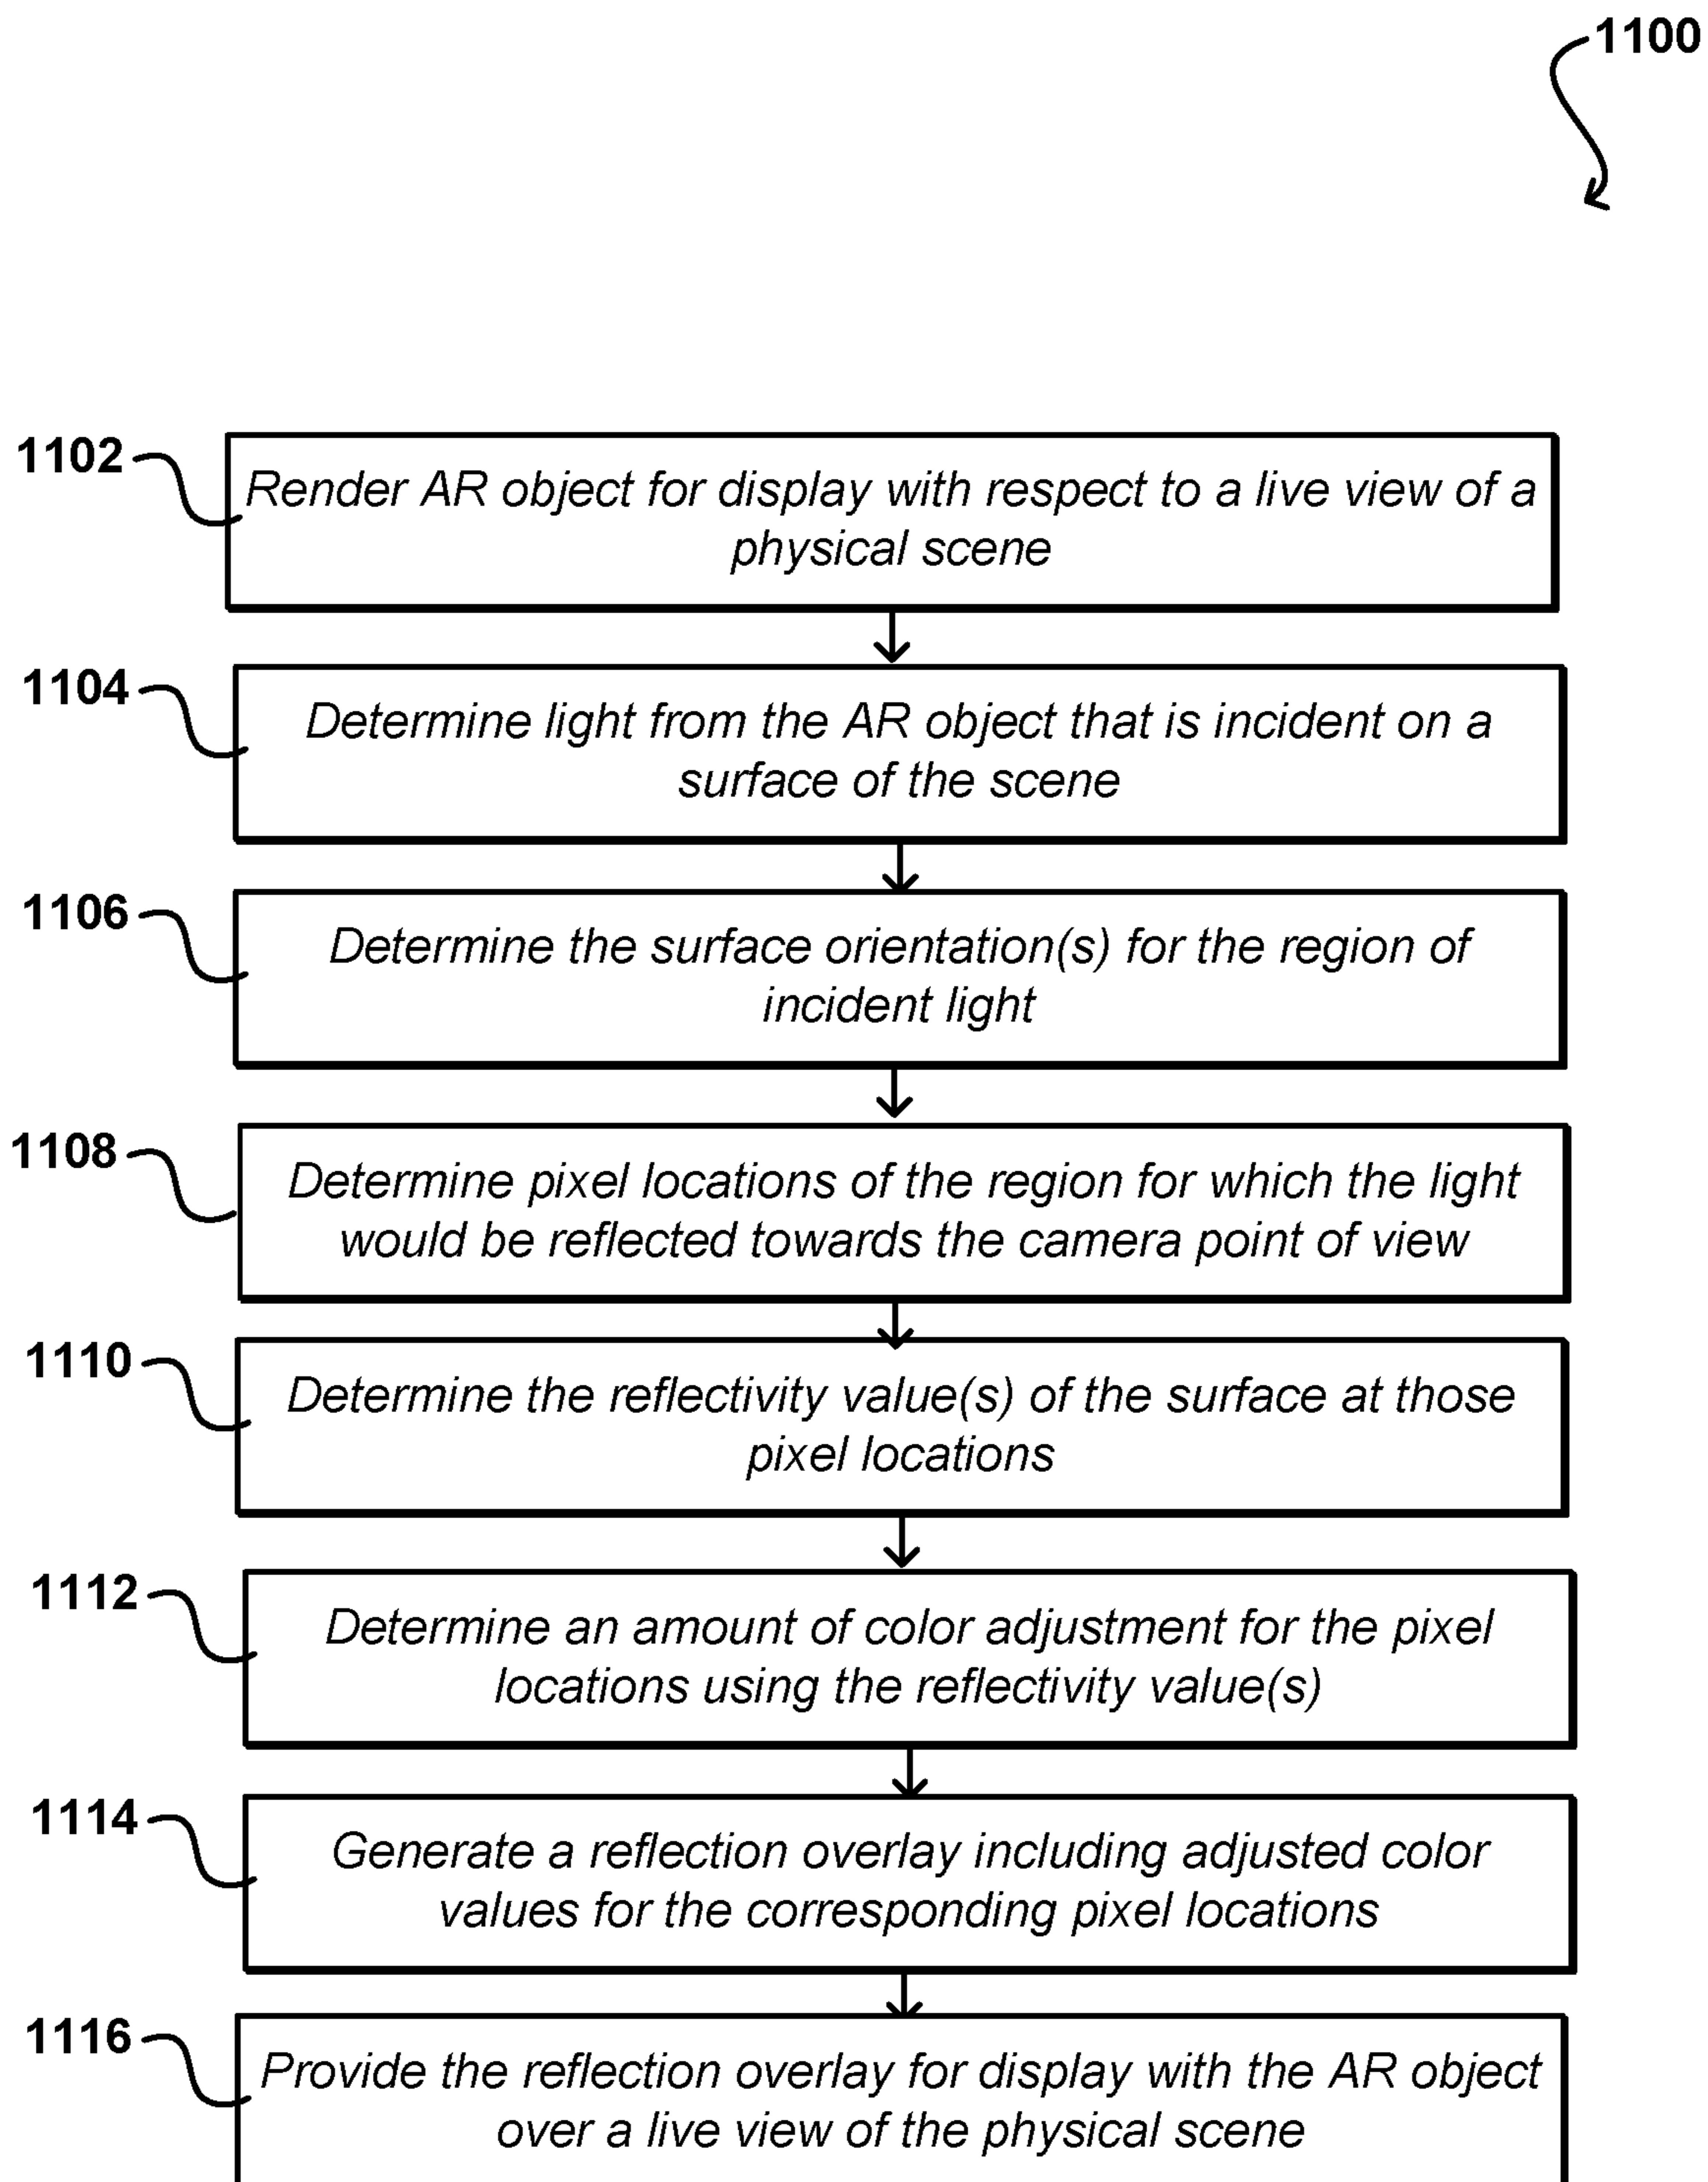 1100
1102
Render AR object for display with respect to a live view of a
physical scene
1104
Determine light from the AR object that is incident on a
surface of the scene
1106
Determine the surface orientation(s) for the region of
incident light
1108
Determine pixel locations of the region for which the light
would be reflected towards the camera point of view
1110
Determine the reflectivity value(s) of the surface at those
pixel locations
1112
Determine an amount of color adjustment for the pixel
locations using the reflectivity value(s)
1114
Generate a reflection overlay including adjusted color
values for the corresponding pixel locations
1116
Provide the reflection overlay for display with the AR object
over a live view of the physical scene